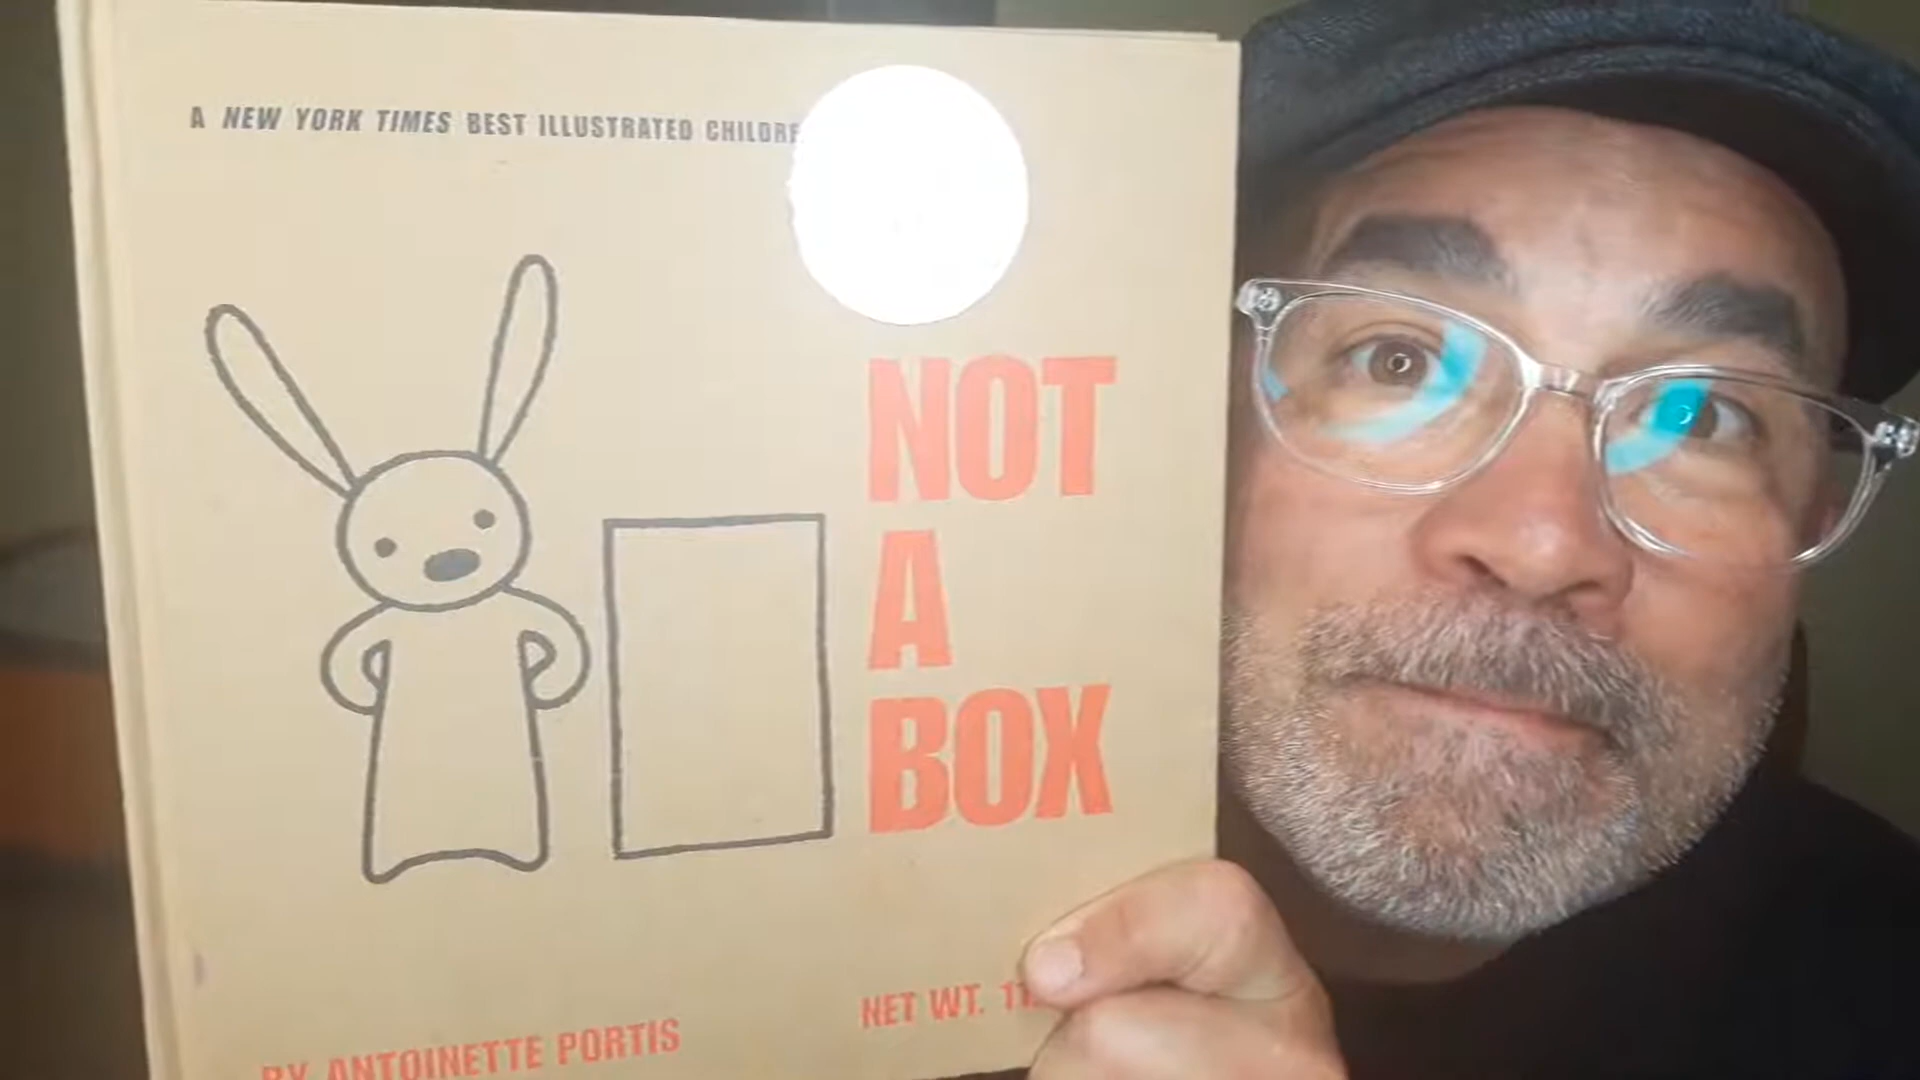 A NEW YORK TIMES BEST ILLUSTRATED
NOT
A
BOX
BY ANTOINETTE PORTIS
NET WT.